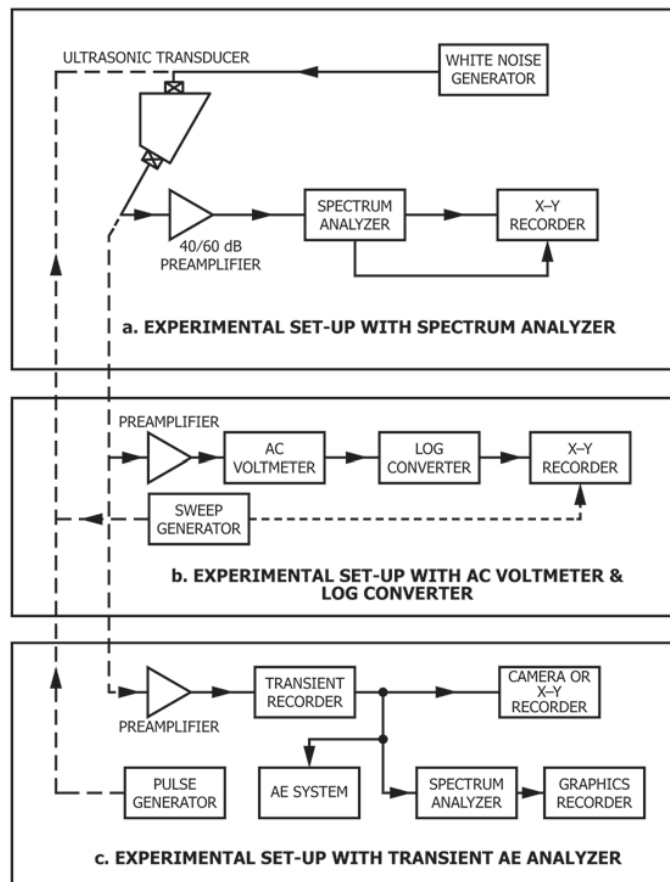 ULTRASONIC TRANSDUCER
WHITE NOISE
GENERATOR
SPECTRUM
ANALYZER
X–Y
RECORDER
40/60 dB
PREAMPLIFIER
a. EXPERIMENTAL SET-UP WITH SPECTRUM ANALYZER
PREAMPLIFIER
AC
VOLTMETER
LOG
CONVERTER
X–Y
RECORDER
SWEEP
GENERATOR
b. EXPERIMENTAL SET-UP WITH AC VOLTMETER &
LOG CONVERTER
TRANSIENT
RECORDER
CAMERA OR
X–Y
RECORDER
PREAMPLIFIER
PULSE
GENERATOR
AE SYSTEM
SPECTRUM
ANALYZER
GRAPHICS
RECORDER
c. EXPERIMENTAL SET-UP WITH TRANSIENT AE ANALYZER